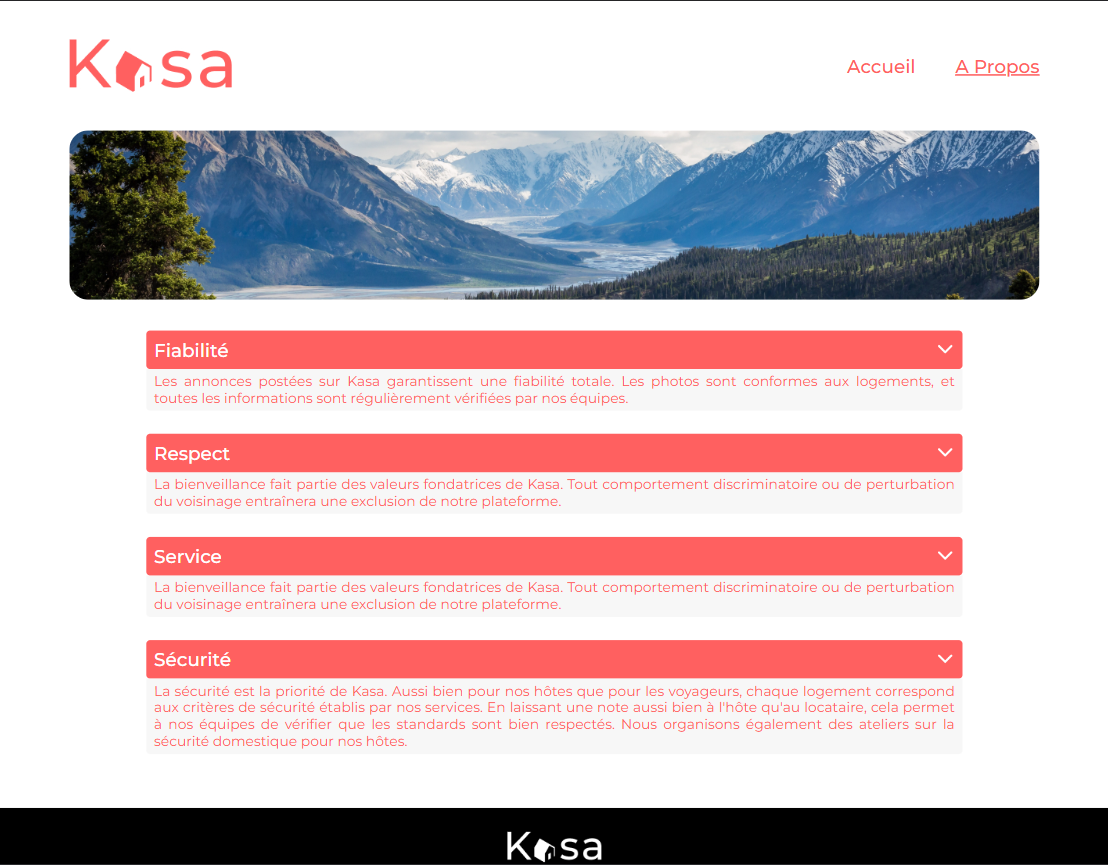 Kasa
Accueil A Propos
Fiabilité
Les annonces postées sur Kasa garantissent une fiabilité totale. Les photos sont conformes aux logements, et
toutes les informations sont régulièrement vérifiées par nos équipes.
Respect
La bienveillance fait partie des valeurs fondatrices de Kasa. Tout comportement discriminatoire ou de perturbation
du voisinage entraînera une exclusion de notre plateforme.
Service
La bienveillance fait partie des valeurs fondatrices de Kasa. Tout comportement discriminatoire ou de perturbation
du voisinage entraînera une exclusion de notre plateforme.
Sécurité
La sécurité est la priorité de Kasa. Aussi bien pour nos hôtes que pour les voyageurs, chaque logement correspond
aux critères de sécurité établis par nos services. En laissant une note aussi bien à l'hôte qu'au locataire, cela permet
à nos équipes de vérifier que les standards sont bien respectés. Nous organisons également des ateliers sur la
sécurité domestique pour nos hôtes.
Kasa